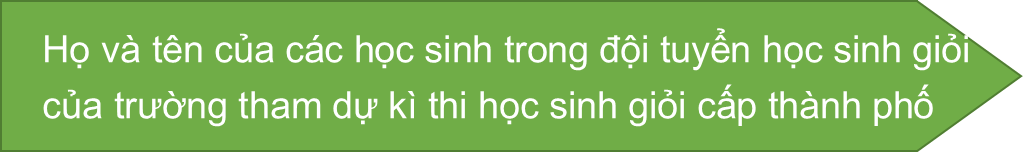 Họ và tên của các học sinh trong đội tuyển học sinh giỏi
của trường tham dự kì thi học sinh giỏi cấp thành phố